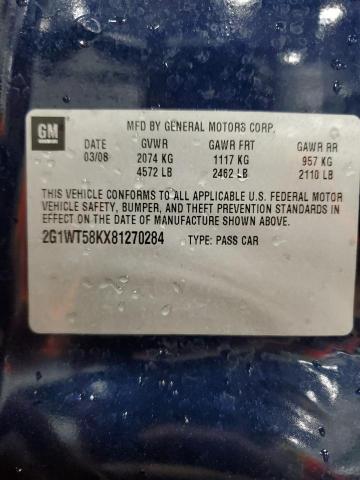 GM
MFD BY GENERAL MOTORS CORP.
DATE GVWR GAWR FRT GAWR RR
03/08 2074 KG 1117 KG 957 KG
4572 LB 2462 LB 2110 LB
THIS VEHICLE CONFORMS TO ALL APPLICABLE U.S. FEDERAL MOTOR
VEHICLE SAFETY, BUMPER, AND THEFT PREVENTION STANDARDS IN
EFFECT ON THE DATE OF MANUFACTURE SHOWN ABOVE.
2G1WT58KX81270284 TYPE: PASS CAR